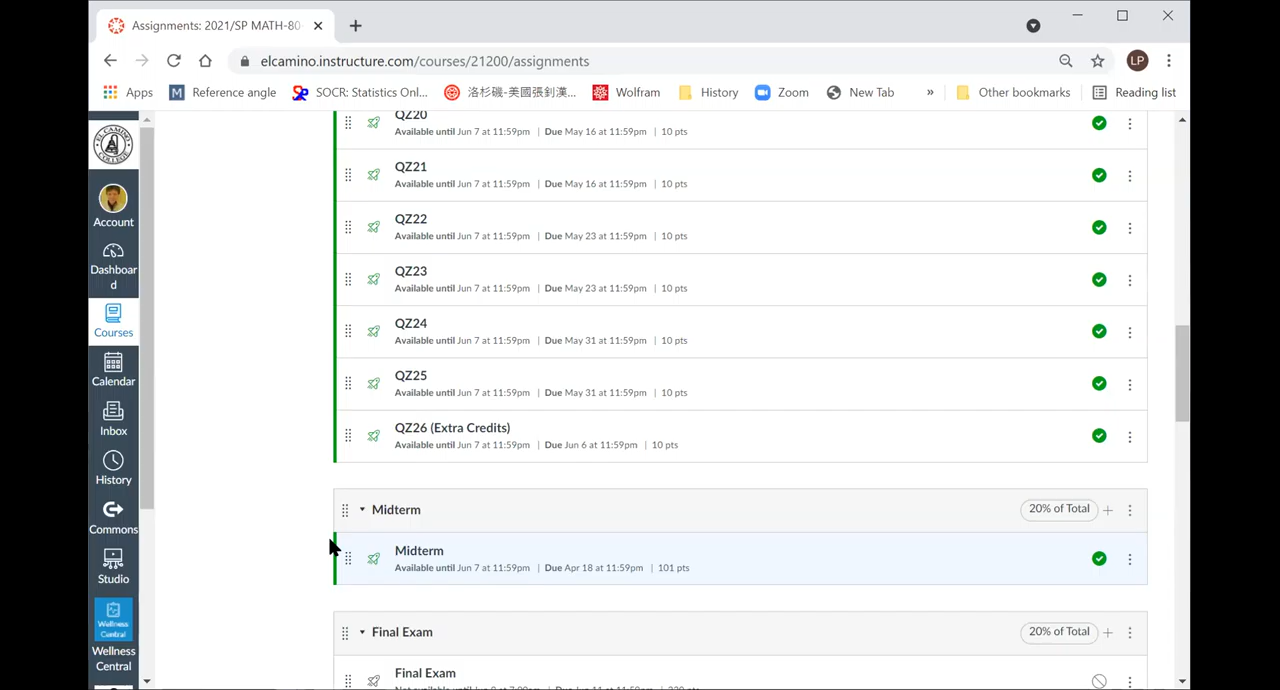 Assignments: 2021/SP MATH-80-
elcamino.instructure.com/courses/21200/assignments
LP
Apps
Reference angle
SOCR: Statistics Onl...
洛杉磯-美國張釗漢...
Wolfram
History
Zoom
New Tab
»
Other bookmarks
Reading list
Account
Dashboar
d
Courses
Calendar
Inbox
History
Commons
Studio
Wellness
Central
Wellness
Central
QZ20
Available until Jun 7 at 11:59pm | Due May 16 at 11:59pm | 10 pts
QZ21
Available until Jun 7 at 11:59pm | Due May 16 at 11:59pm | 10 pts
QZ22
Available until Jun 7 at 11:59pm | Due May 23 at 11:59pm | 10 pts
QZ23
Available until Jun 7 at 11:59pm | Due May 23 at 11:59pm | 10 pts
QZ24
Available until Jun 7 at 11:59pm | Due May 31 at 11:59pm | 10 pts
QZ25
Available until Jun 7 at 11:59pm | Due May 31 at 11:59pm | 10 pts
QZ26 (Extra Credits)
Available until Jun 7 at 11:59pm | Due Jun 6 at 11:59pm | 10 pts
Midterm
20% of Total
Midterm
Available until Jun 7 at 11:59pm | Due Apr 18 at 11:59pm | 101 pts
Final Exam
20% of Total
Final Exam